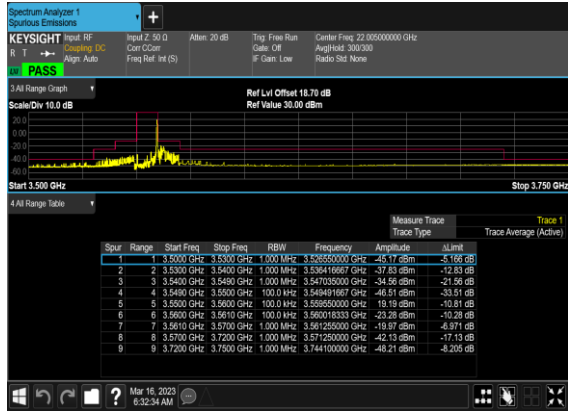 Spectrum Analyzer 1
Spurious Emissions
KEYSIGHT Input: RF Input Z: 50 Ω Atten: 20 dB Trig: Free Run Center Freq: 22.005000000 GHz
R T Coupling: DC Corr CCorr Gate: Off Avg|Hold: 300/300
Align: Auto Freq Ref: Int (S) IF Gain: Low Radio Std: None
PASS
3 All Range Graph
Ref Lvl Offset 18.70 dB
Scale/Div 10.0 dB Ref Value 30.00 dBm
20.0
0.00
-20.0
-40.0
-60.0
Start 3.500 GHz Stop 3.750 GHz
4 All Range Table
Measure Trace Trace 1
Trace Type Trace Average (Active)
Spur Range Start Freq Stop Freq RBW Frequency Amplitude ΔLimit
1 1 3.5000 GHz 3.5300 GHz 1.000 MHz 3.526550000 GHz -45.17 dBm -5.166 dB
2 2 3.5300 GHz 3.5400 GHz 1.000 MHz 3.536416667 GHz -37.83 dBm -12.83 dB
3 3 3.5400 GHz 3.5490 GHz 1.000 MHz 3.547035000 GHz -34.56 dBm -21.56 dB
4 4 3.5490 GHz 3.5500 GHz 100.0 kHz 3.549491667 GHz -46.51 dBm -33.51 dB
5 5 3.5500 GHz 3.5600 GHz 100.0 kHz 3.559550000 GHz 19.19 dBm -10.81 dB
6 6 3.5600 GHz 3.5610 GHz 100.0 kHz 3.560018333 GHz -23.28 dBm -10.28 dB
7 7 3.5610 GHz 3.5700 GHz 1.000 MHz 3.561255000 GHz -19.97 dBm -6.971 dB
8 8 3.5700 GHz 3.7200 GHz 1.000 MHz 3.571250000 GHz -42.13 dBm -17.13 dB
9 9 3.7200 GHz 3.7500 GHz 1.000 MHz 3.744100000 GHz -48.21 dBm -8.205 dB
Mar 16, 2023
6:32:34 AM